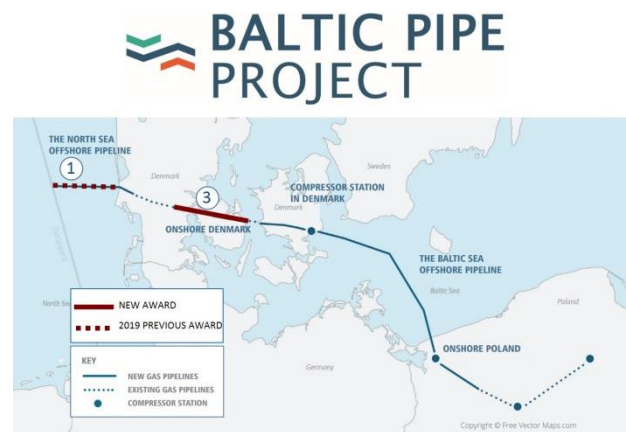 BALTIC PIPE
PROJECT
THE NORTH SEA
OFFSHORE PIPELINE
1
Denmark
3
ONSHORE DENMARK
Denmark
COMPRESSOR STATION
IN DENMARK
Sweden
THE BALTIC SEA
OFFSHORE PIPELINE
Baltic Sea
North Sea
Poland
ONSHORE POLAND
Germany
NEW AWARD
2019 PREVIOUS AWARD
KEY
NEW GAS PIPELINES
EXISTING GAS PIPELINES
COMPRESSOR STATION
Copyright © Free Vector Maps.com